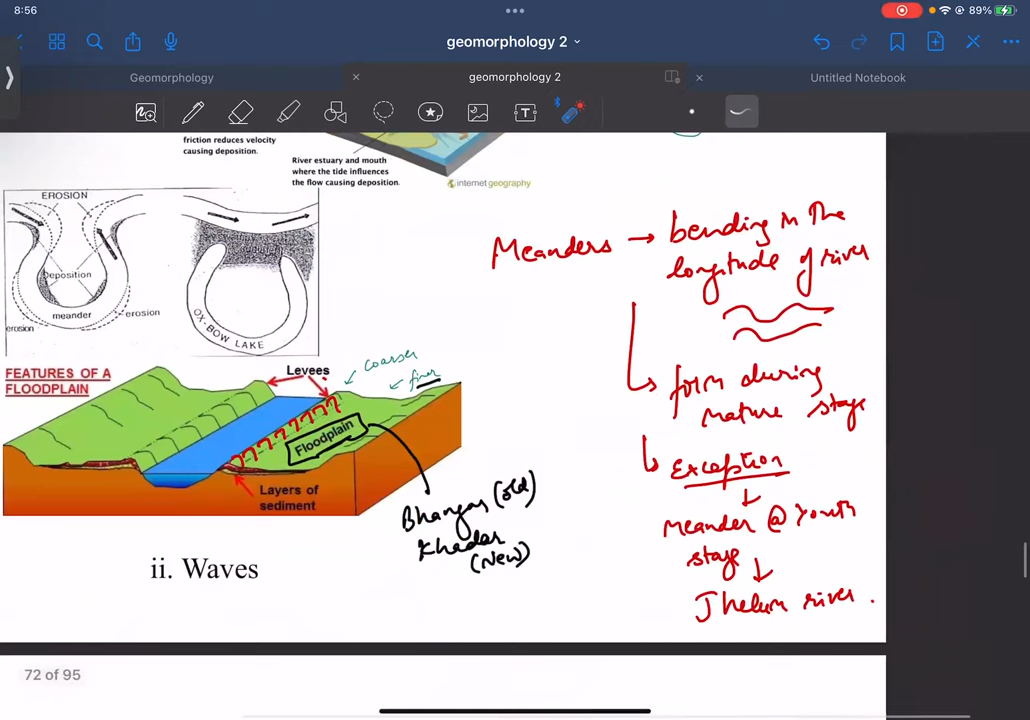 8:56
89%
geomorphology 2
Geomorphology
geomorphology 2
Untitled Notebook
friction reduces velocity
causing deposition.
River estuary and mouth
where the tide influences
the flow causing deposition.
internet geography
EROSION
Deposition
meander
erosion
erosion
OX-BOW LAKE
Meanders → bending in the
longitude of river
form during
mature stage
Exception
Meander @ Youth
stage
Jhelum river.
FEATURES OF A
FLOODPLAIN
Levees
coarser
finer
Floodplain
Layers of
sediment
Bhangar (old)
Khadar
(New)
ii. Waves
72 of 95